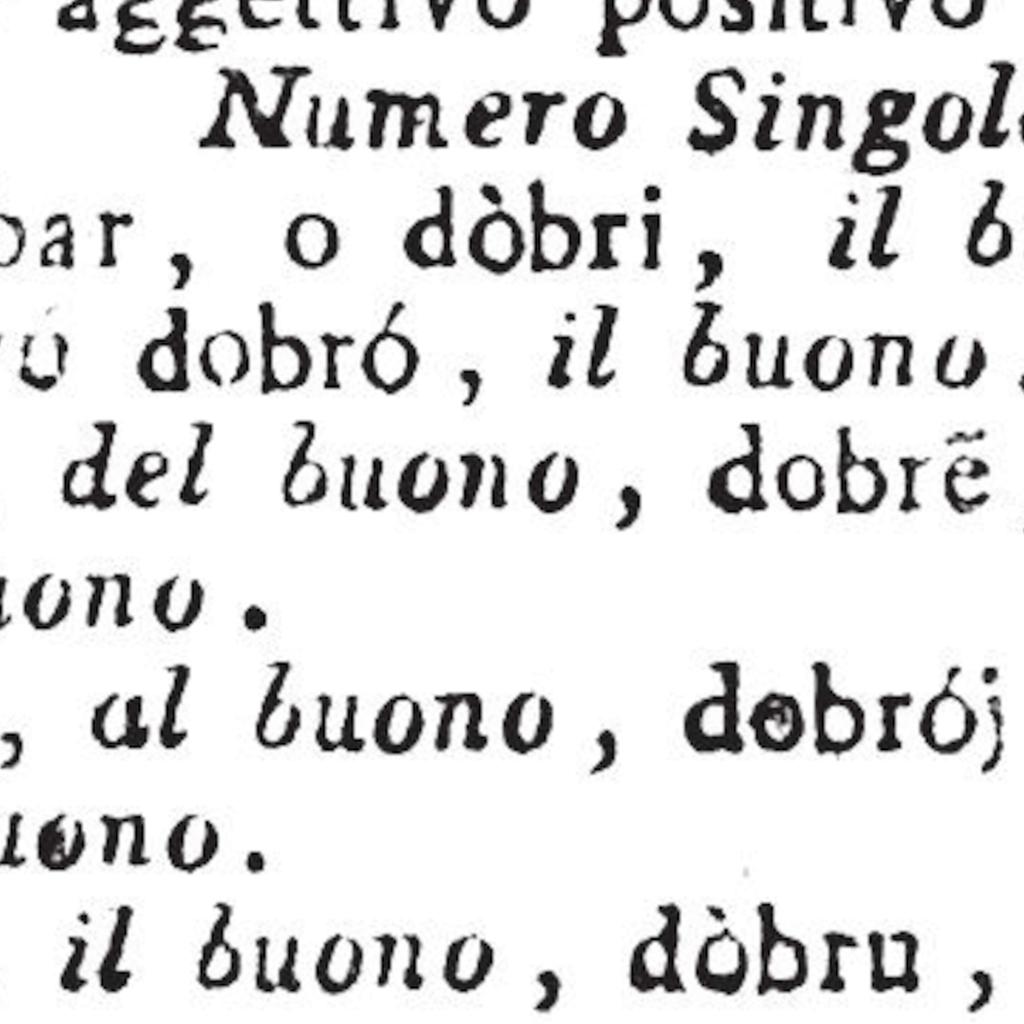 aggettivo positivo
Numero Singol
bar, o dòbri, il b
dobró, il buono
del buono, dobrẽ
uono.
, al buono, dobrój
uono.
il buono, dòbru,